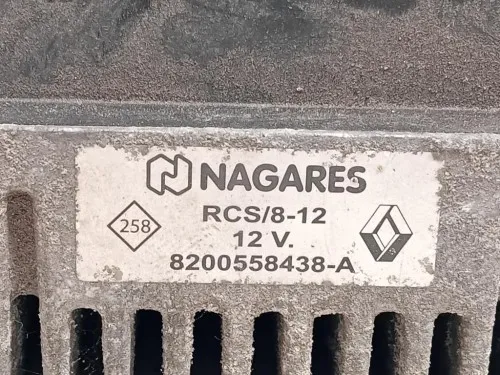 NAGARES
RCS/8-12
258
12 V.
8200558438-A